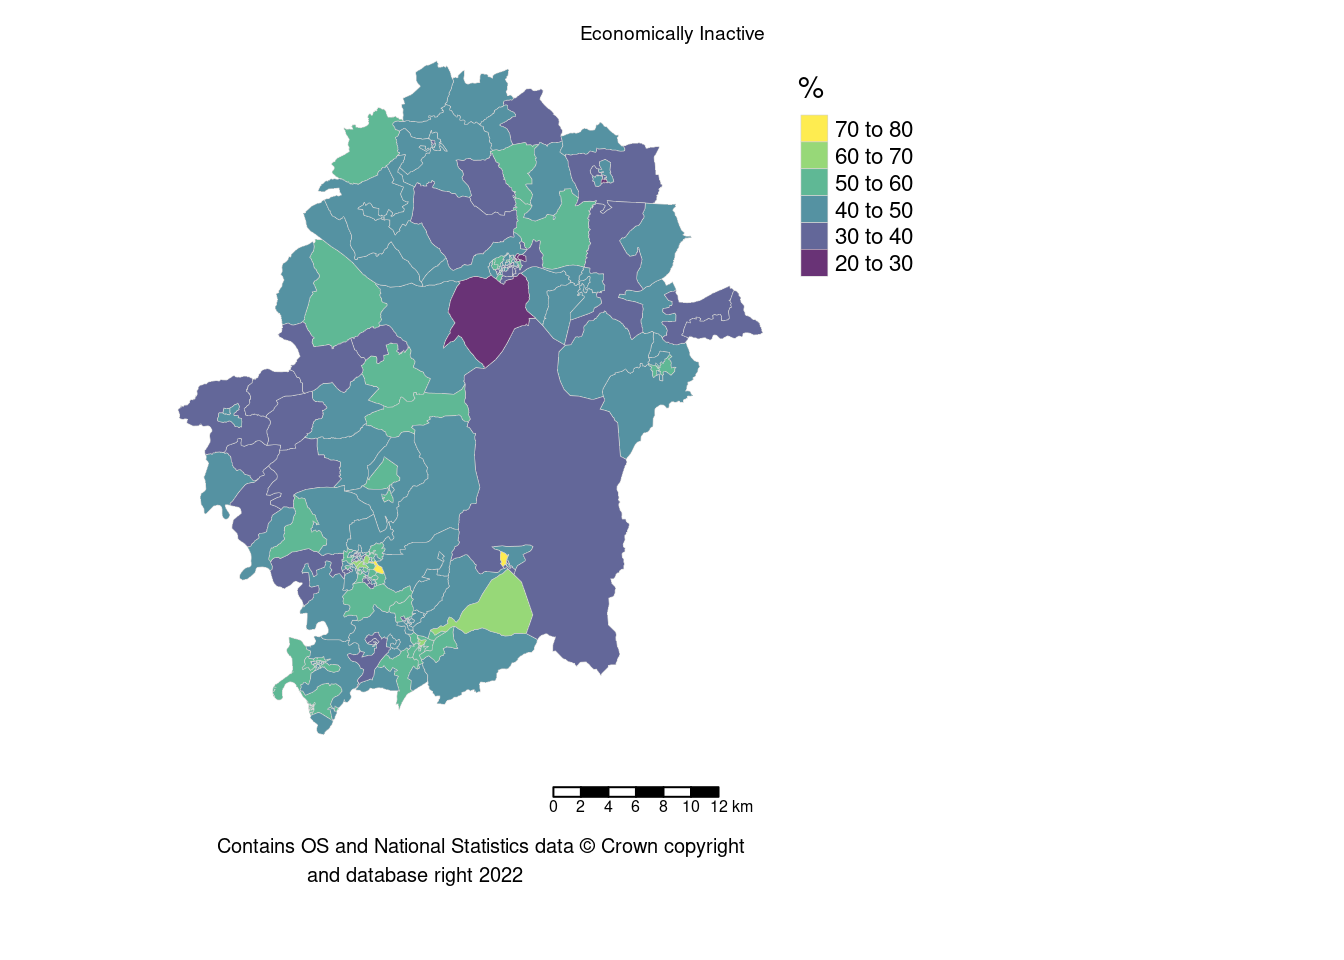 Economically Inactive
%
70 to 80
60 to 70
50 to 60
40 to 50
30 to 40
20 to 30
0 2 4 6 8 10 12 km
Contains OS and National Statistics data © Crown copyright
and database right 2022